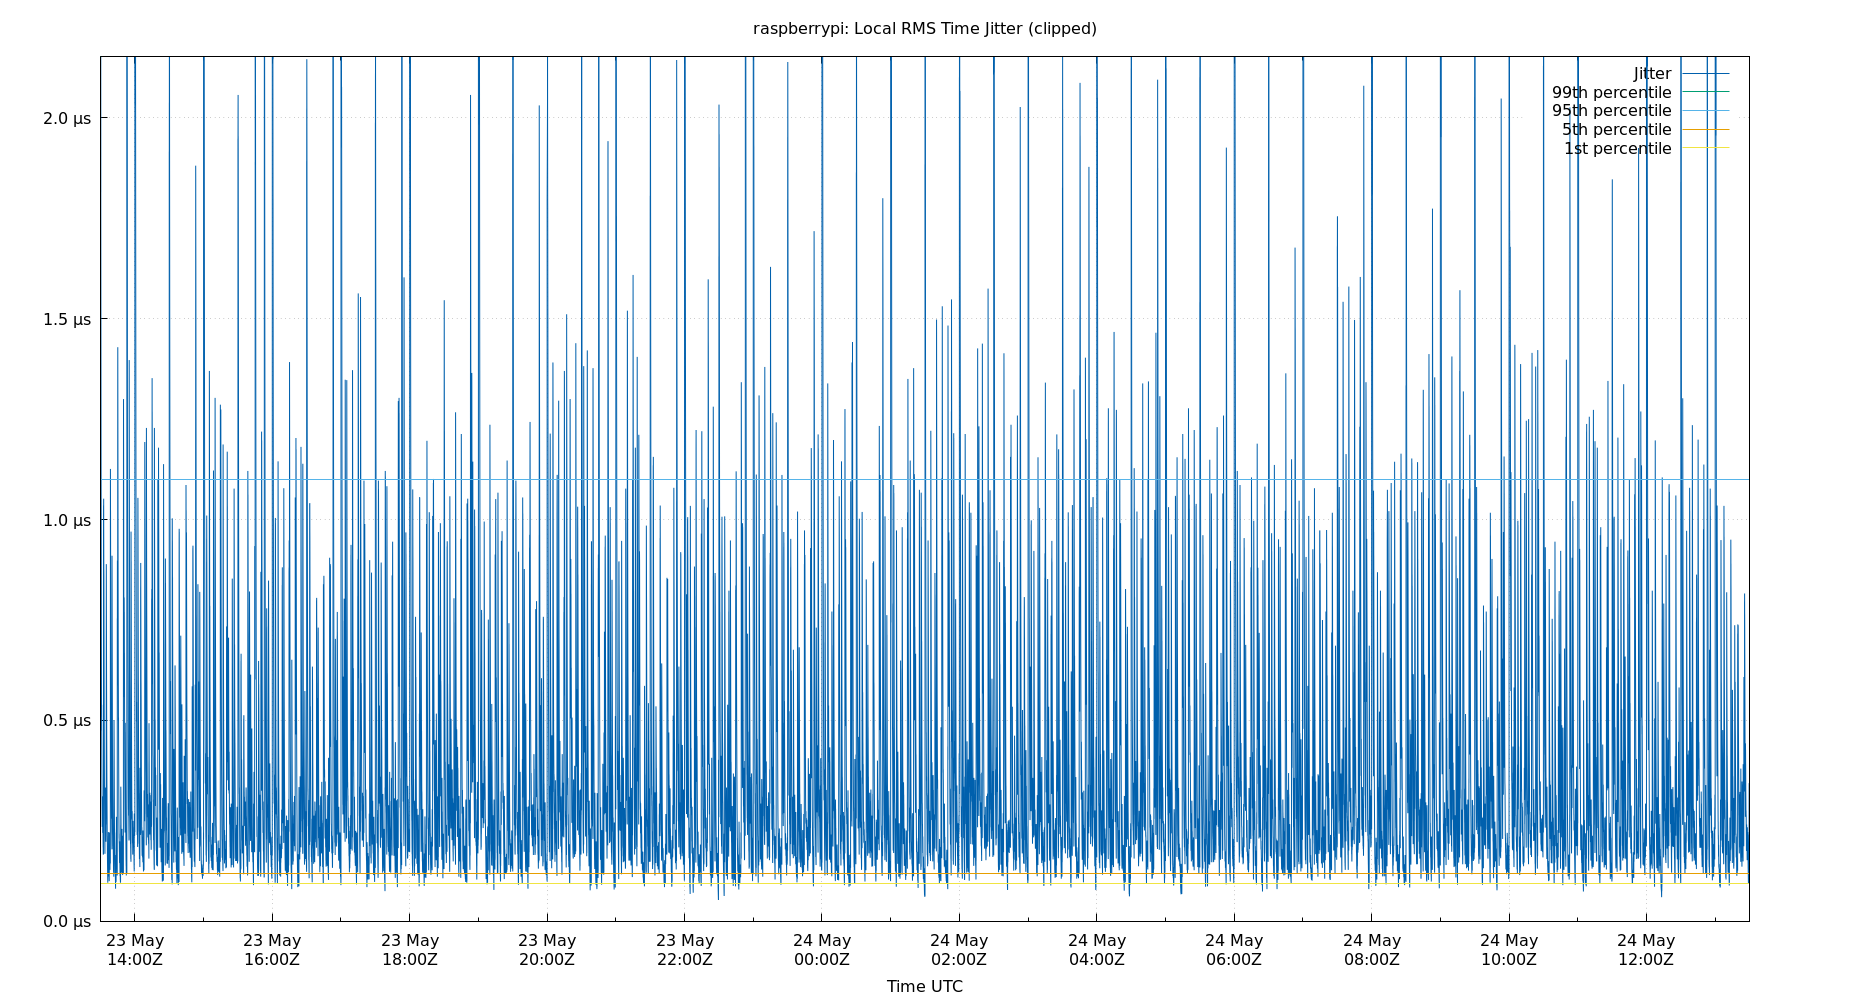 raspberrypi: Local RMS Time Jitter (clipped)
Jitter
99th percentile
95th percentile
5th percentile
1st percentile
2.0 µs
1.5 µs
1.0 µs
0.5 µs
0.0 µs
23 May 23 May 23 May 23 May 23 May 24 May 24 May 24 May 24 May 24 May 24 May 24 May
14:00Z 16:00Z 18:00Z 20:00Z 22:00Z 00:00Z 02:00Z 04:00Z 06:00Z 08:00Z 10:00Z 12:00Z
Time UTC